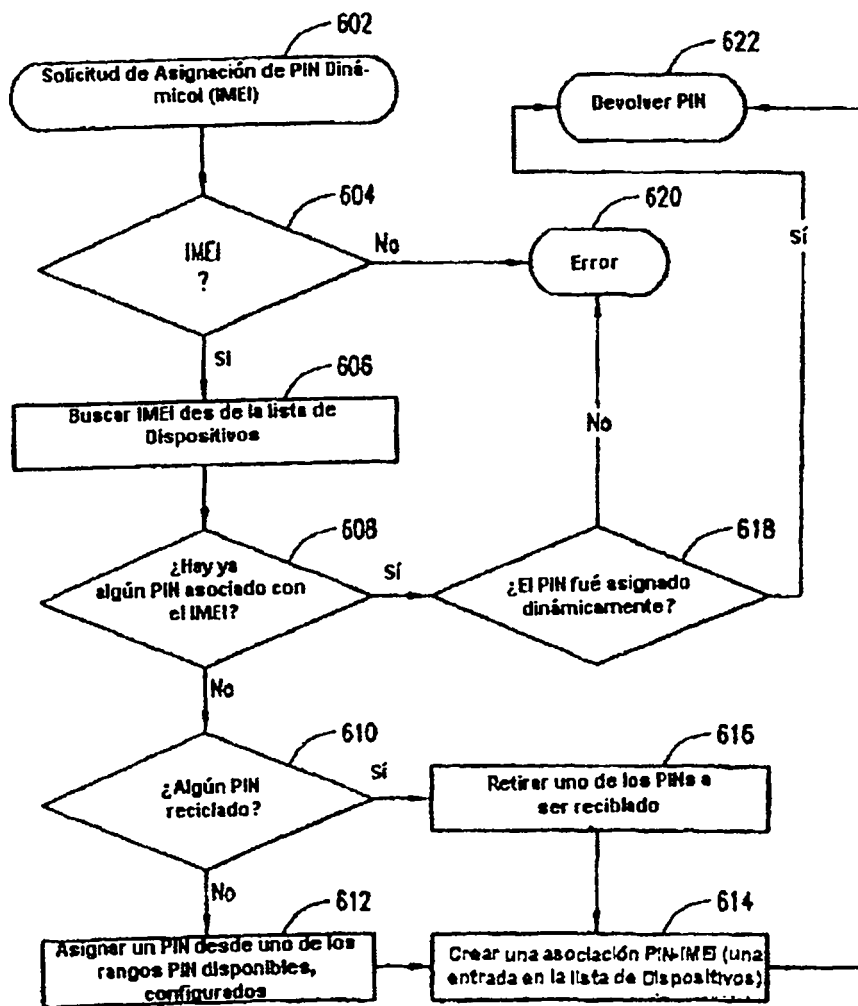 602
Solicitud de Asignación de PIN Diná-
micol (IMEI)
622
Devolver PIN
604
IMEI
?
No
620
Error
Sí
Si
606
Buscar IMEI des de la lista de
Dispositivos
No
608
¿Hay ya
algún PIN asociado con
el IMEI?
Sí
618
¿El PIN fué asignado
dinámicamente?
No
610
¿Algún PIN
reciclado?
Sí
616
Retirar uno de los PINs a
ser reciblado
No
612
Asignar un PIN desde uno de los
rangos PIN disponibles,
configurados
614
Crear una asociación PIN-IMEI (una
entrada en la lista de Dispositivos)